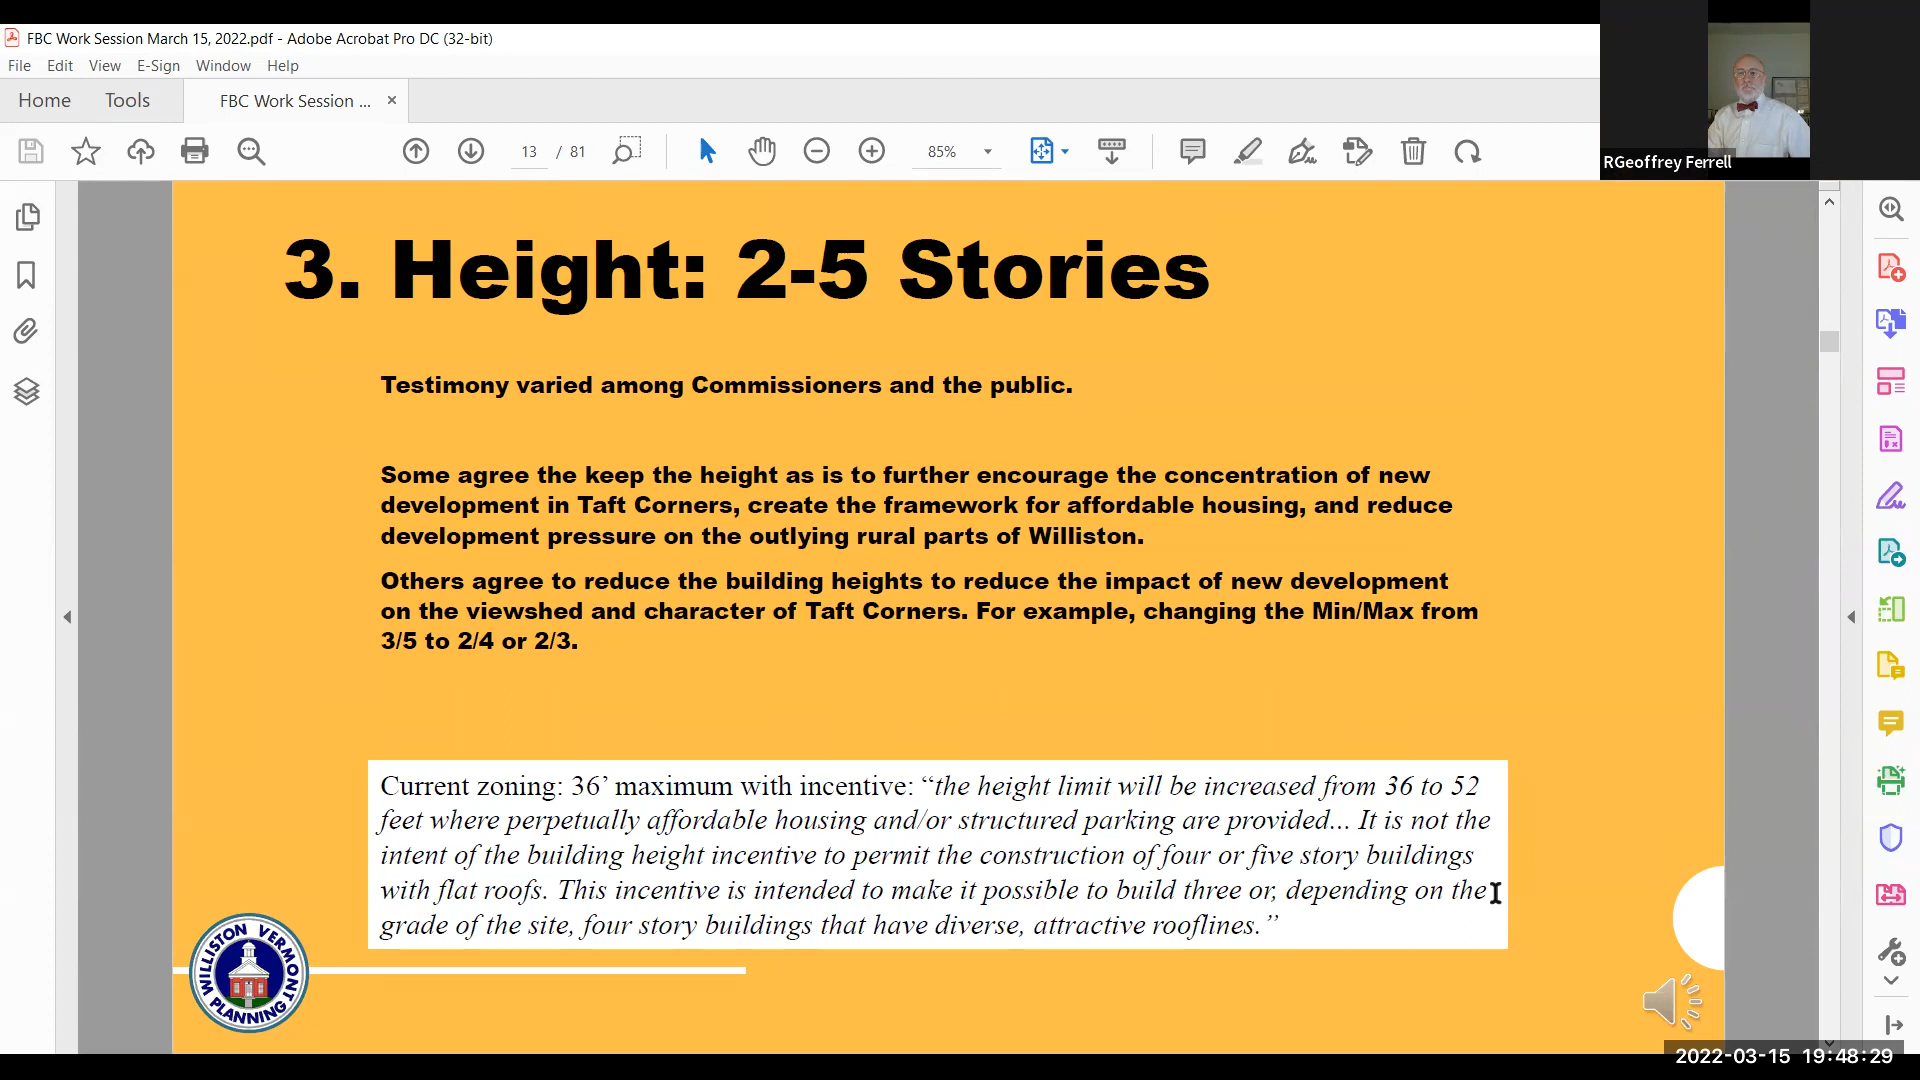 FBC Work Session March 15, 2022.pdf - Adobe Acrobat Pro DC (32-bit)
File Edit View E-Sign Window Help
Home Tools FBC Work Session ... ×
13 / 81 85%
RGeoffrey Ferrell
3. Height: 2-5 Stories
Testimony varied among Commissioners and the public.
Some agree the keep the height as is to further encourage the concentration of new
development in Taft Corners, create the framework for affordable housing, and reduce
development pressure on the outlying rural parts of Williston.
Others agree to reduce the building heights to reduce the impact of new development
on the viewshed and character of Taft Corners. For example, changing the Min/Max from
3/5 to 2/4 or 2/3.
Current zoning: 36’ maximum with incentive: “the height limit will be increased from 36 to 52
feet where perpetually affordable housing and/or structured parking are provided... It is not the
intent of the building height incentive to permit the construction of four or five story buildings
with flat roofs. This incentive is intended to make it possible to build three or, depending on the
grade of the site, four story buildings that have diverse, attractive rooflines.”
WILLISTON VERMONT
PLANNING
2022-03-15 19:48:29